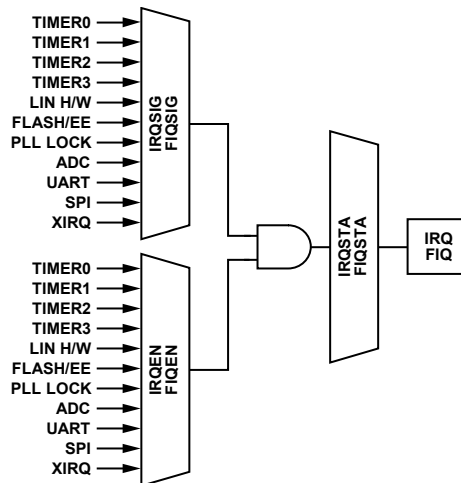 TIMER0
TIMER1
TIMER2
TIMER3
LIN H/W
FLASH/EE
PLL LOCK
ADC
UART
SPI
XIRQ
IRQSIG
FIQSIG
TIMER0
TIMER1
TIMER2
TIMER3
LIN H/W
FLASH/EE
PLL LOCK
ADC
UART
SPI
XIRQ
IRQEN
FIQEN
IRQSTA
FIQSTA
IRQ
FIQ